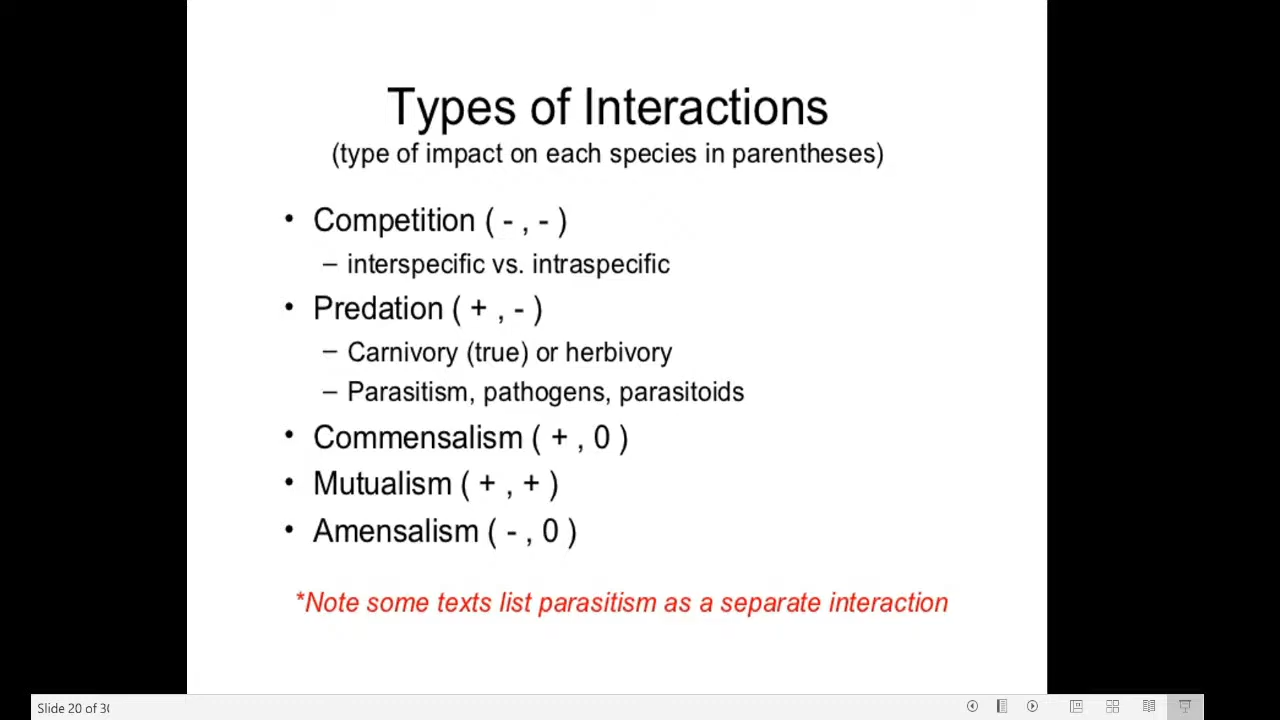 Types of Interactions
(type of impact on each species in parentheses)
• Competition ( - , - )
– interspecific vs. intraspecific
• Predation ( + , - )
– Carnivory (true) or herbivory
– Parasitism, pathogens, parasitoids
• Commensalism ( + , 0 )
• Mutualism ( + , + )
• Amensalism ( - , 0 )
*Note some texts list parasitism as a separate interaction
Slide 20 of